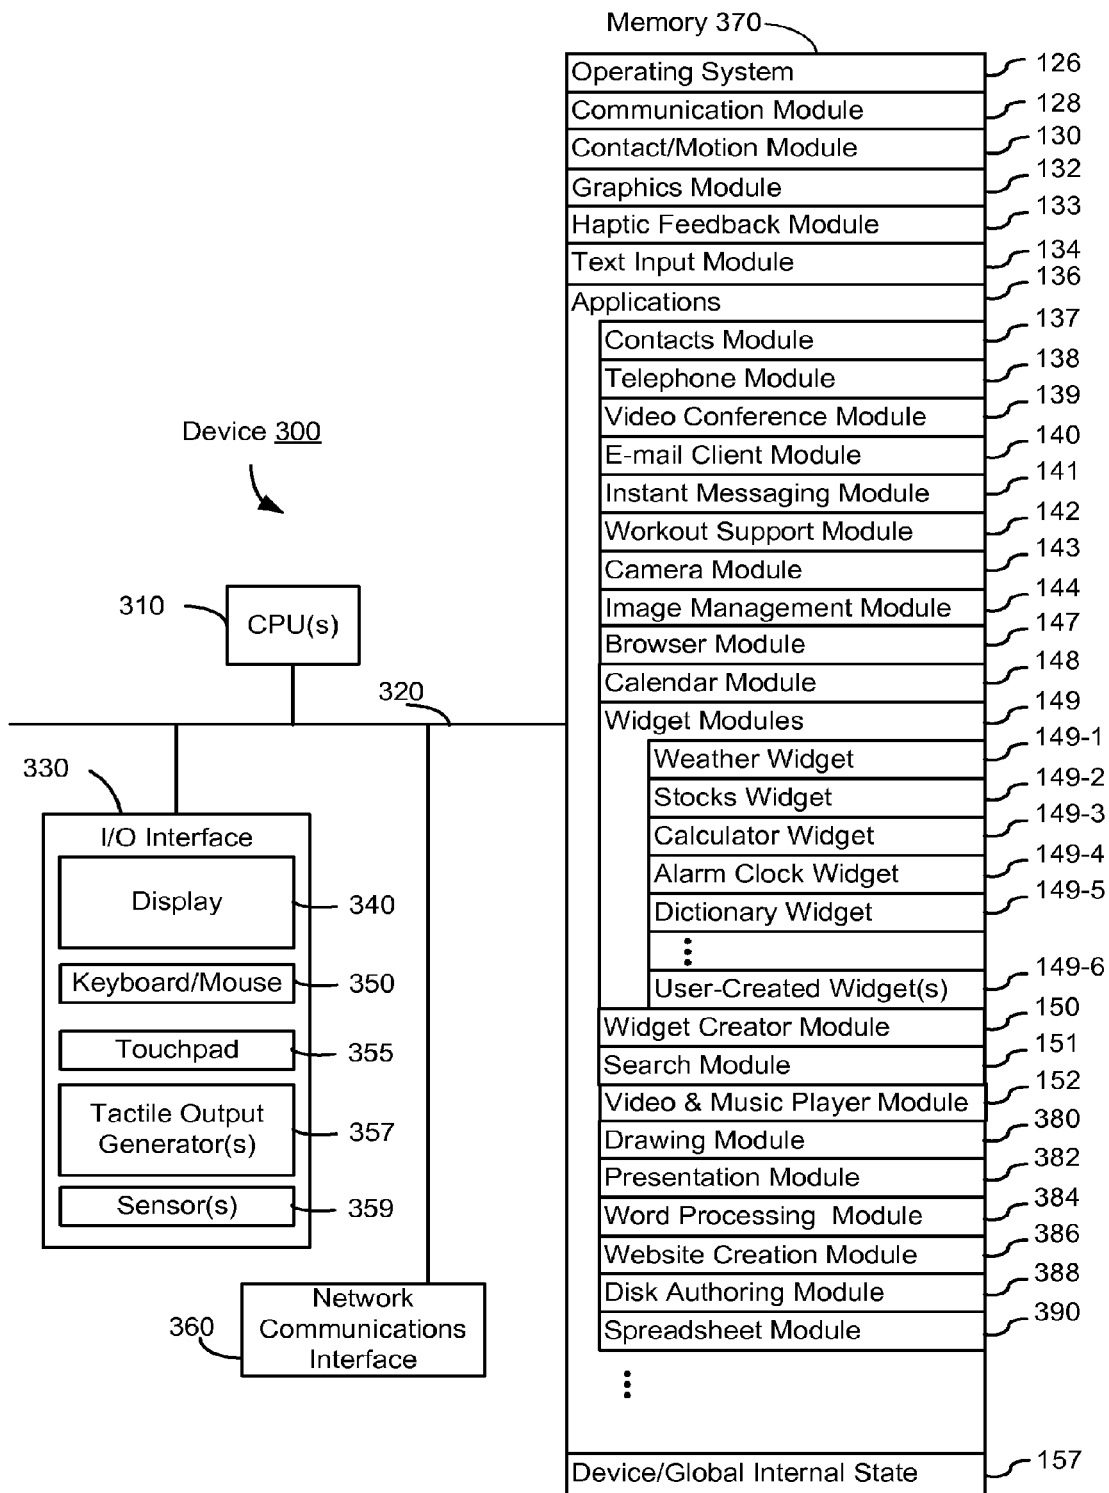 Memory 370
Operating System 126
Communication Module 128
Contact/Motion Module 130
Graphics Module 132
Haptic Feedback Module 133
Text Input Module 134
Applications 136
Contacts Module 137
Telephone Module 138
Video Conference Module 139
E-mail Client Module 140
Instant Messaging Module 141
Workout Support Module 142
Camera Module 143
Image Management Module 144
Browser Module 147
Calendar Module 148
Widget Modules 149
Weather Widget 149-1
Stocks Widget 149-2
Calculator Widget 149-3
Alarm Clock Widget 149-4
Dictionary Widget 149-5
User-Created Widget(s) 149-6
Widget Creator Module 150
Search Module 151
Video & Music Player Module 152
Drawing Module 380
Presentation Module 382
Word Processing Module 384
Website Creation Module 386
Disk Authoring Module 388
Spreadsheet Module 390
Device/Global Internal State 157
Device 300
310
CPU(s)
320
330
I/O Interface
Display 340
Keyboard/Mouse 350
Touchpad 355
Tactile Output
Generator(s) 357
Sensor(s) 359
360
Network
Communications
Interface